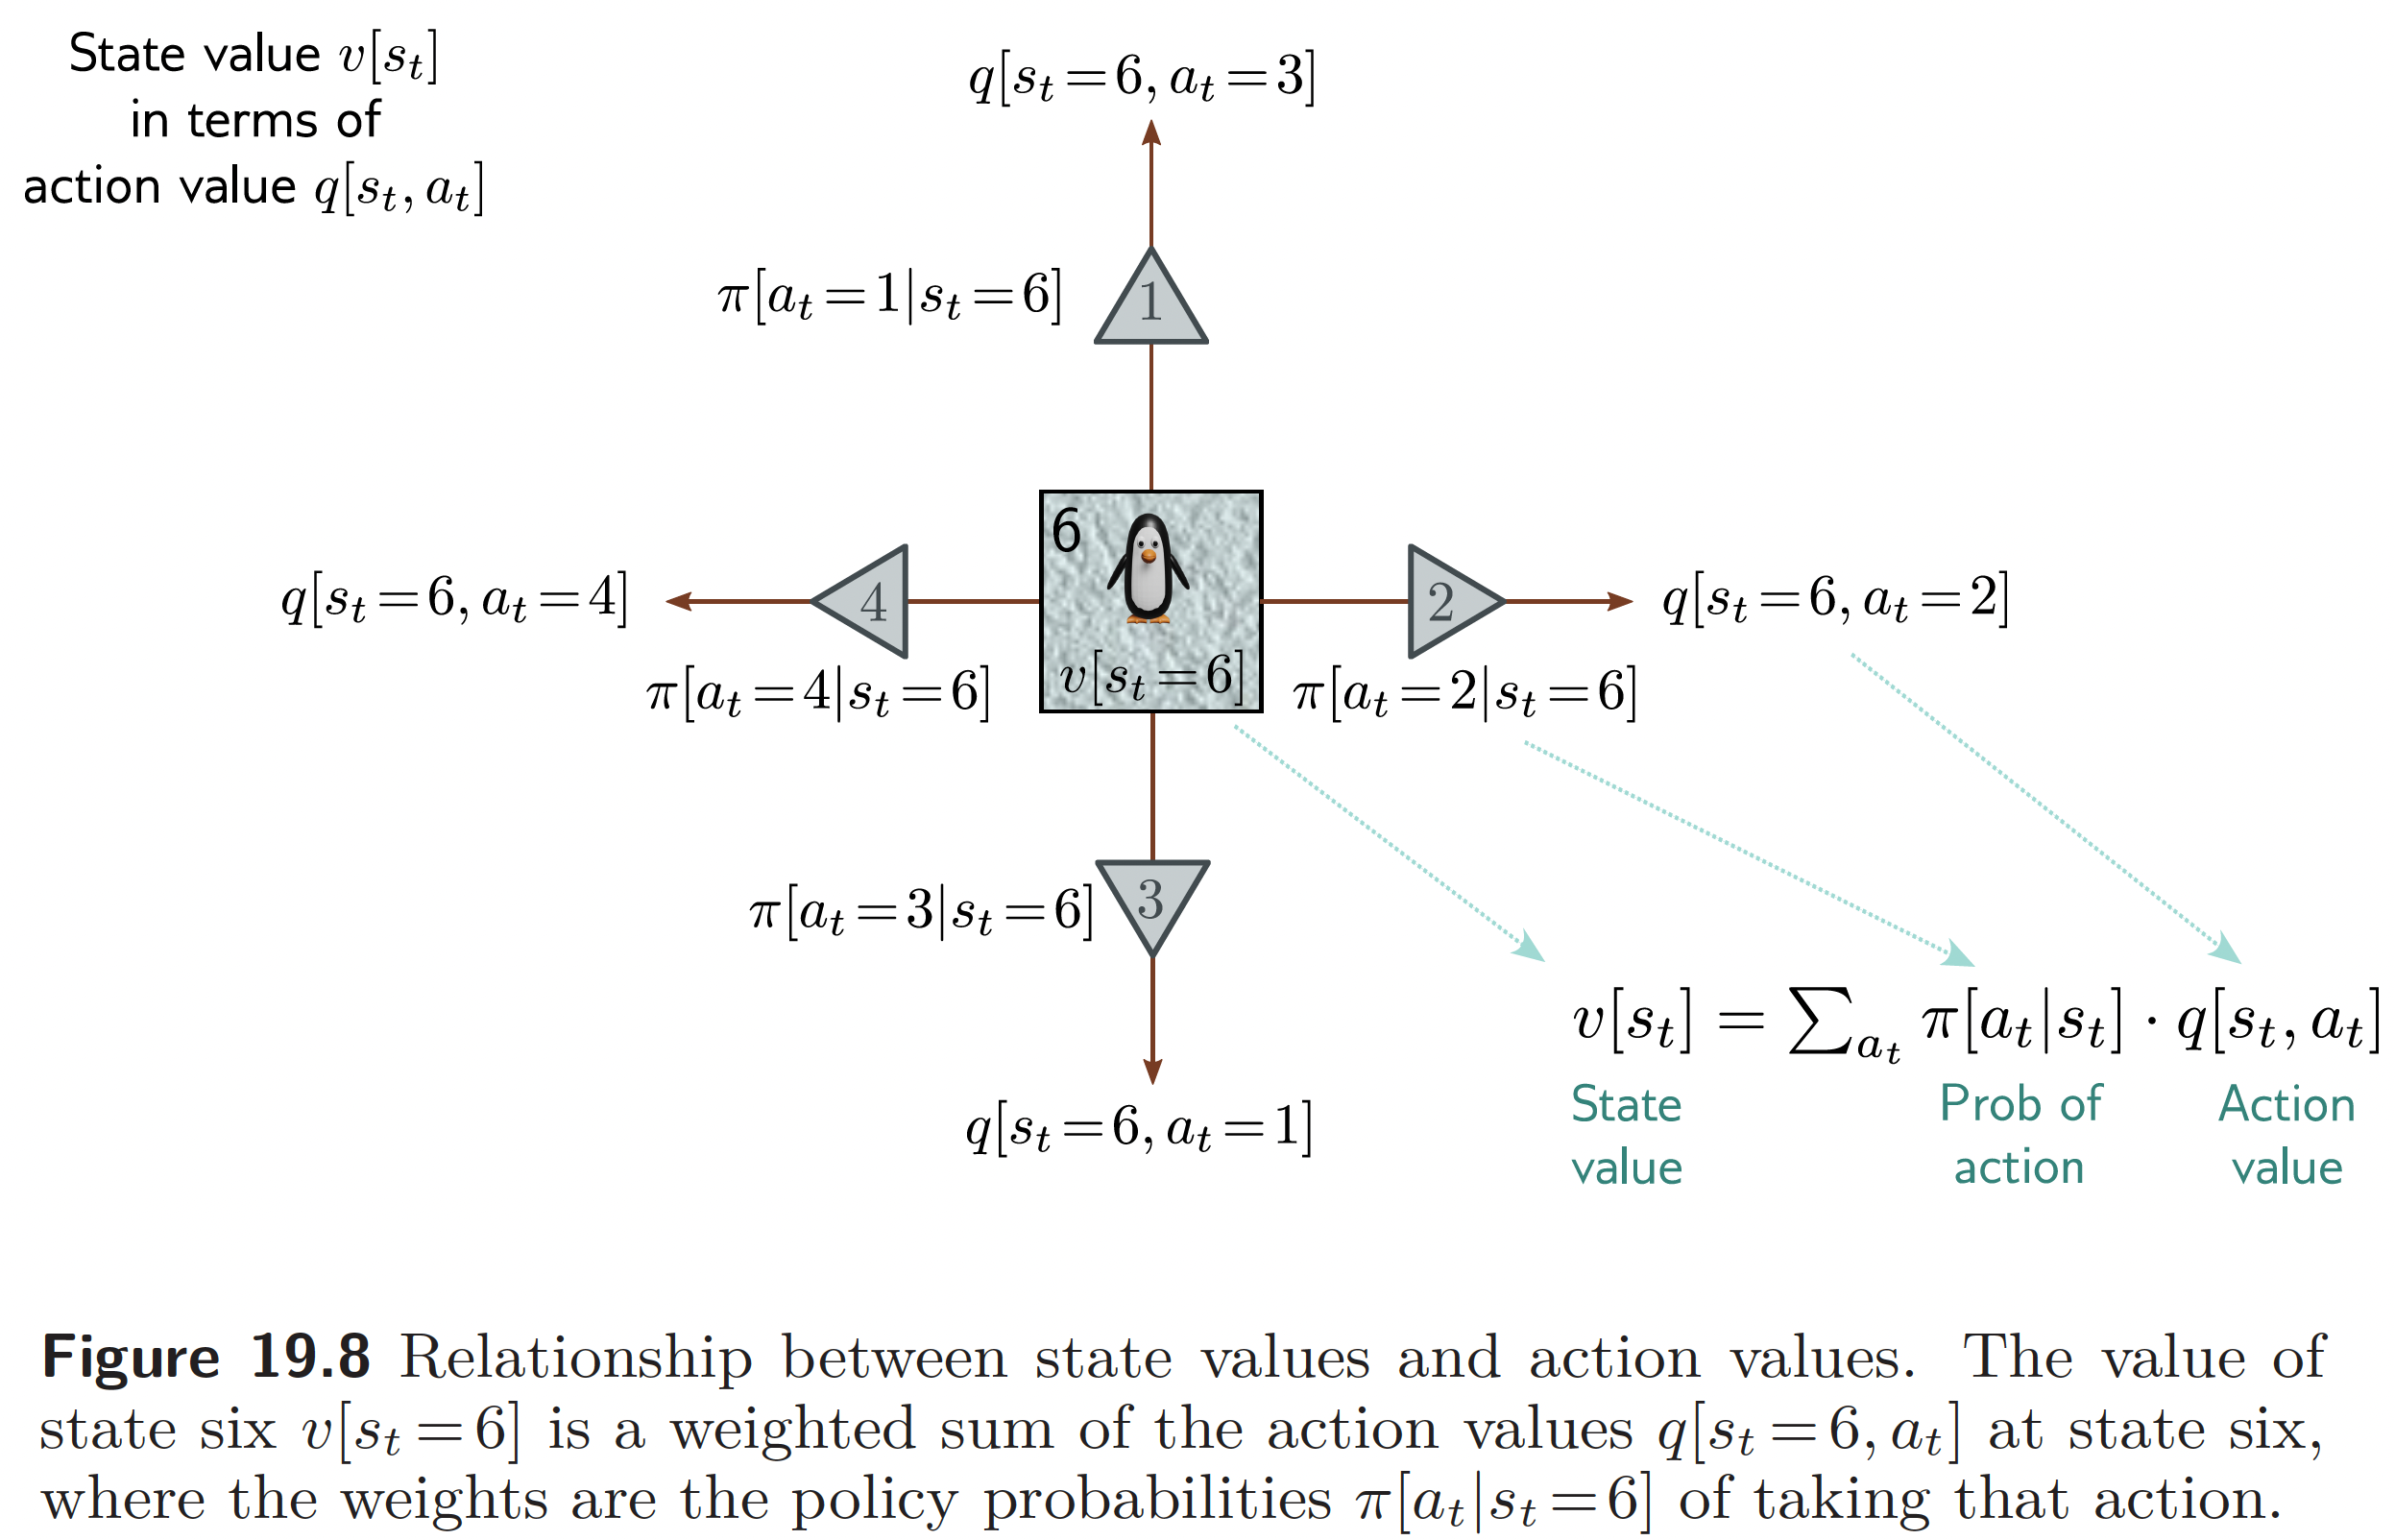 State value v[s_t]
in terms of
action value q[s_t, a_t]
q[s_t = 6, a_t = 3]
π[a_t = 1|s_t = 6]
1
q[s_t = 6, a_t = 4]
4
π[a_t = 4|s_t = 6]
6
v[s_t = 6]
2
q[s_t = 6, a_t = 2]
π[a_t = 2|s_t = 6]
π[a_t = 3|s_t = 6]
3
q[s_t = 6, a_t = 1]
v[s_t] = ∑_{a_t} π[a_t|s_t] · q[s_t, a_t]
State
value
Prob of
action
Action
value
Figure 19.8 Relationship between state values and action values. The value of
state six v[s_t = 6] is a weighted sum of the action values q[s_t = 6, a_t] at state six,
where the weights are the policy probabilities π[a_t|s_t = 6] of taking that action.